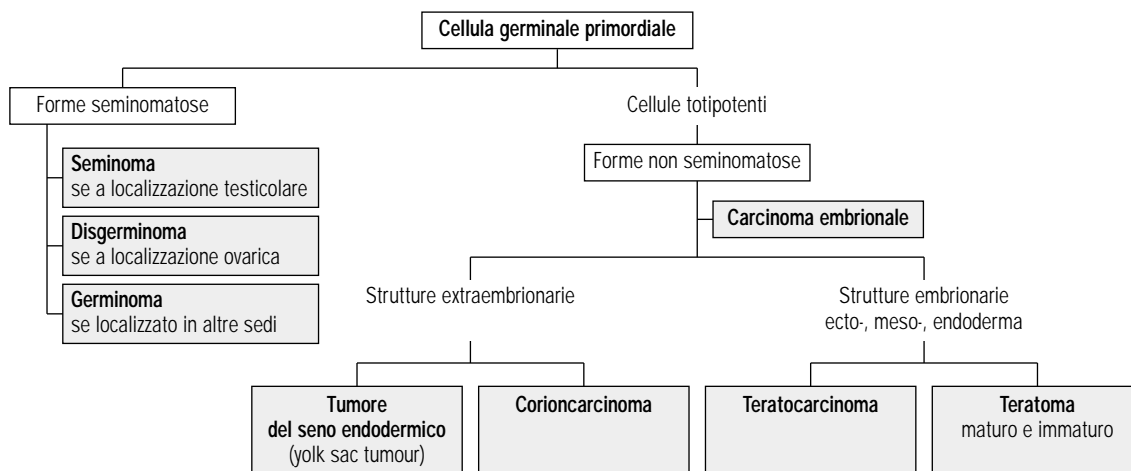 Cellula germinale primordiale
Forme seminomatose
Cellule totipotenti
Forme non seminomatose
Seminoma
se a localizzazione testicolare
Disgerminoma
se a localizzazione ovarica
Germinoma
se localizzato in altre sedi
Carcinoma embrionale
Strutture extraembrionarie
Strutture embrionarie
ecto-, meso-, endoderma
Tumore
del seno endodermico
(yolk sac tumour)
Corioncarcinoma
Teratocarcinoma
Teratoma
maturo e immaturo